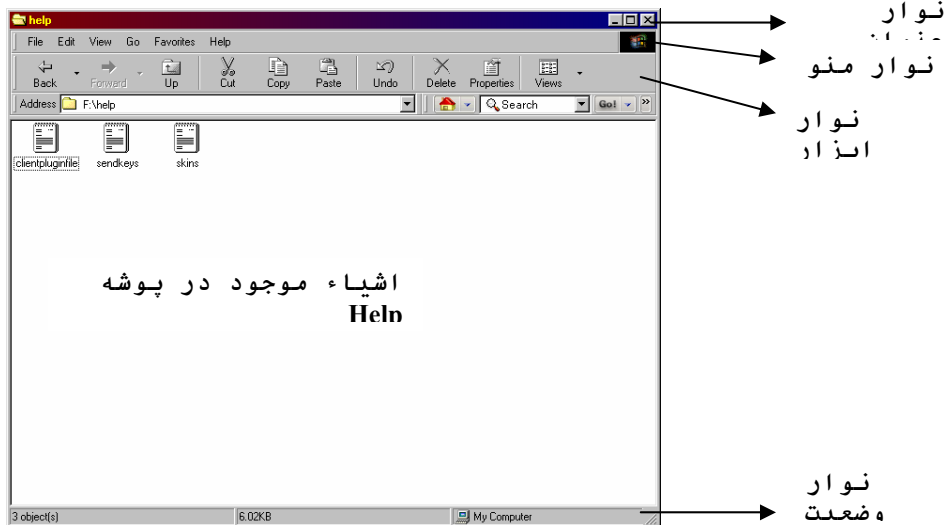 help
نوار
File Edit View Go Favorites Help
نوار منو
Back Forward Up Cut Copy Paste Undo Delete Properties Views
Address F:\help Search Go! »
نوار
ابزار
clientpluginfile sendkeys skins
اشیاء موجود در پوشه
Help
نوار
وضعیت
3 object(s) 6.02KB My Computer